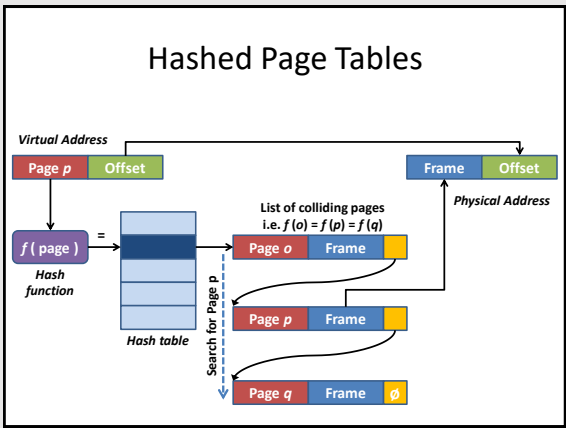 Hashed Page Tables
Virtual Address
Page p Offset
Frame Offset
Physical Address
List of colliding pages
i.e. f (o) = f (p) = f (q)
f ( page )
=
Hash
function
Hash table
Search for Page p
Page o Frame
Page p Frame
Page q Frame ø